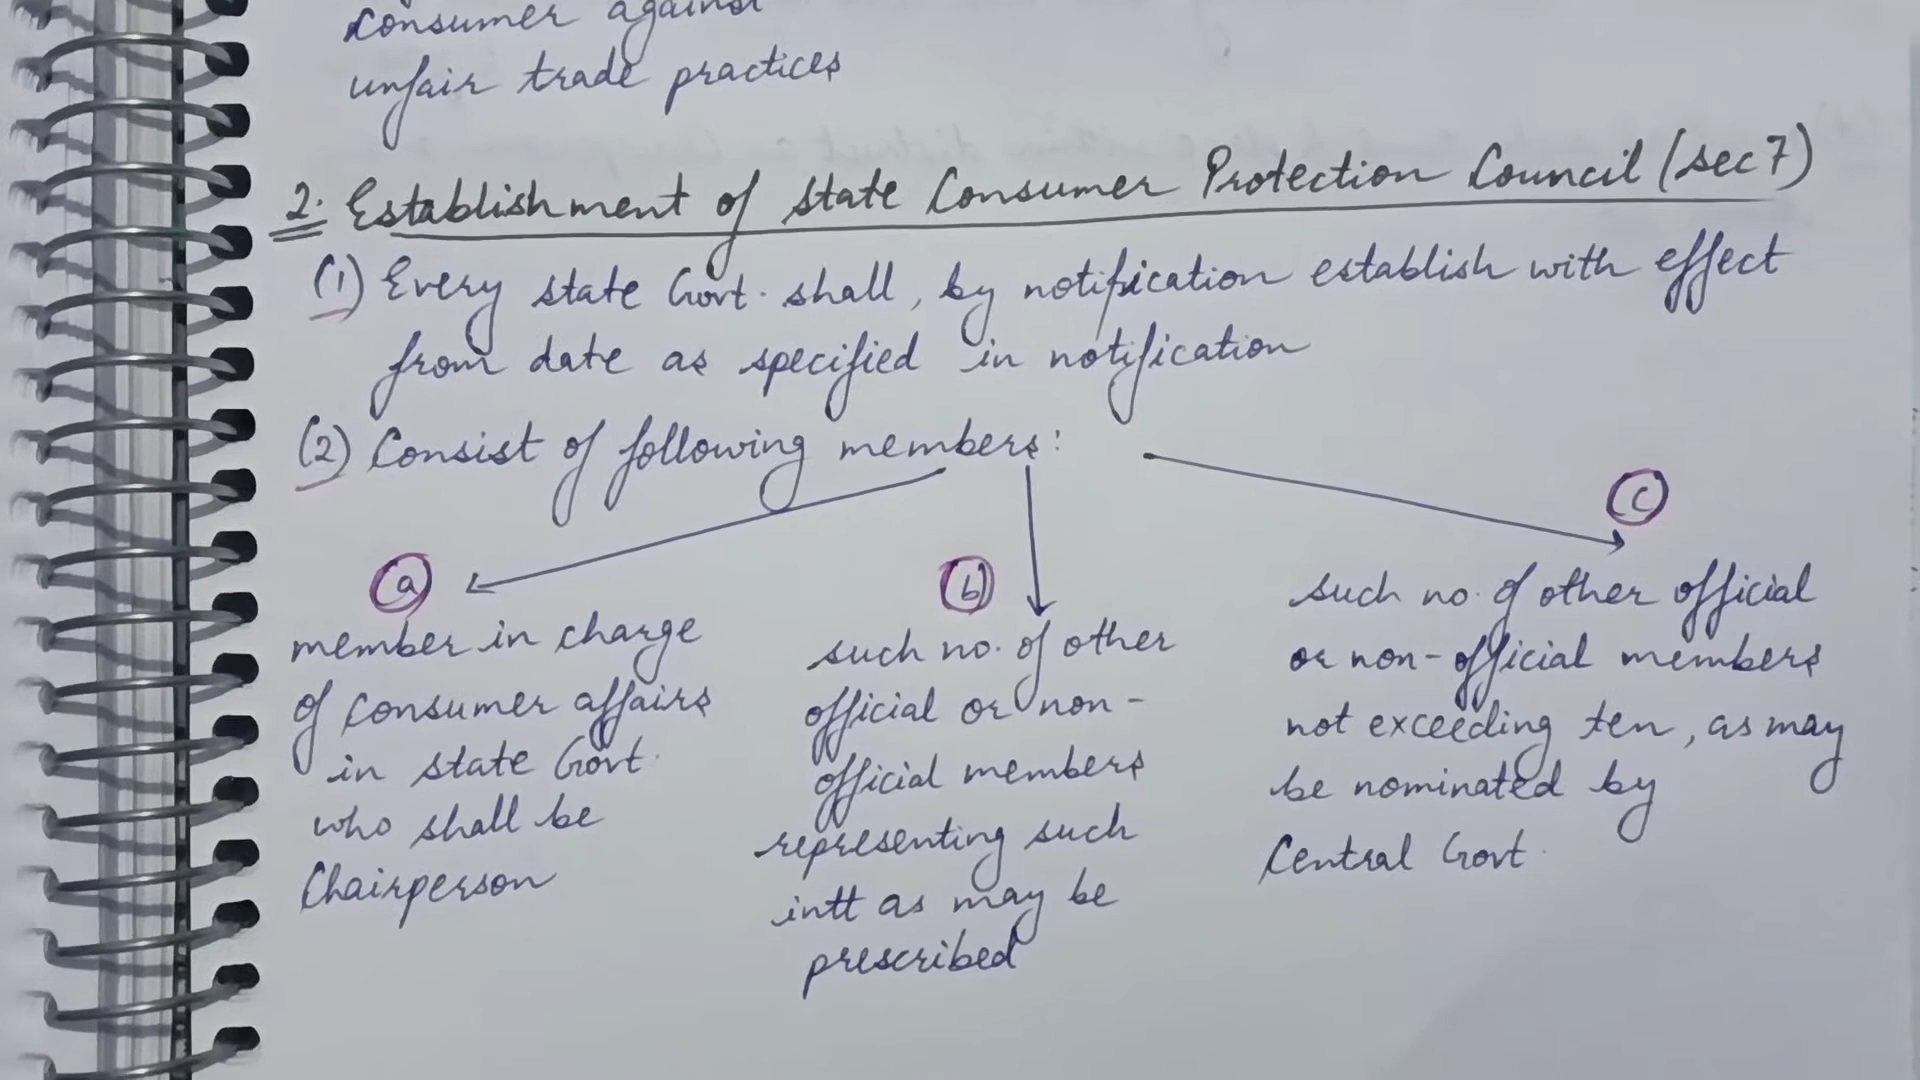 consumer against
unfair trade practices
2. Establishment of State Consumer Protection Council (sec 7)
(1) Every state Govt. shall, by notification establish with effect
from date as specified in notification
(2) Consist of following members:
(a)
member in charge
of consumer affairs
in state Govt.
who shall be
Chairperson
(b)
such no. of other
official or non-
official members
representing such
intt as may be
prescribed
(c)
such no. of other official
or non-official members
not exceeding ten, as may
be nominated by
Central Govt.